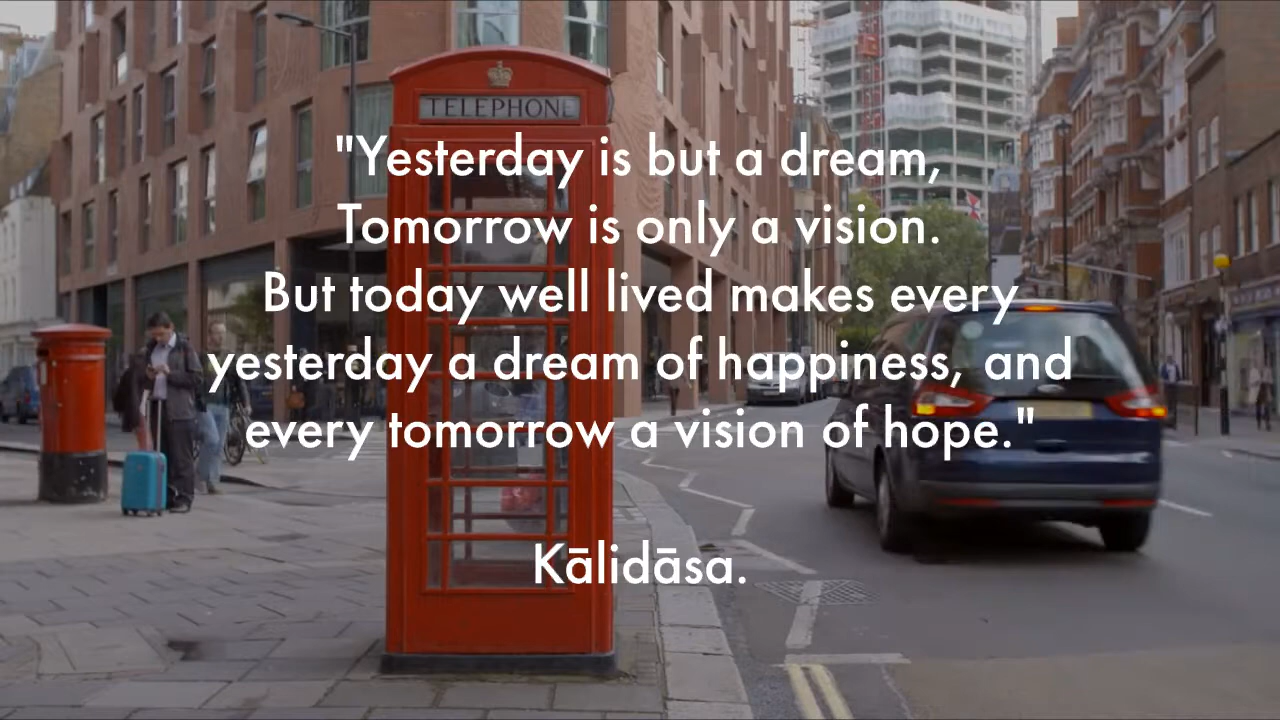 TELEPHONE
"Yesterday is but a dream,
Tomorrow is only a vision.
But today well lived makes every
yesterday a dream of happiness, and
every tomorrow a vision of hope."
Kālidāsa.